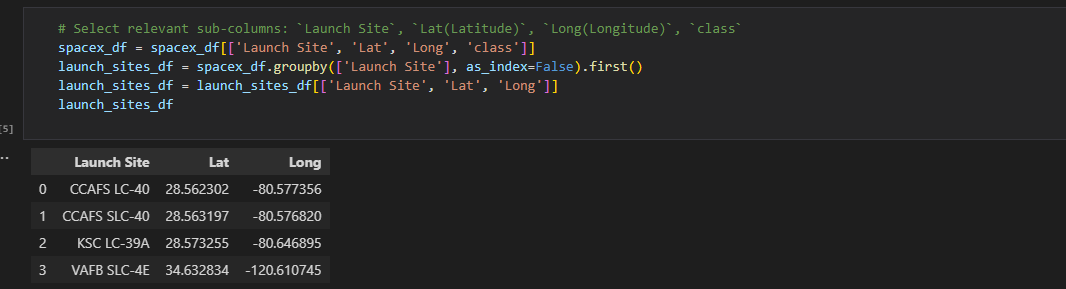 # Select relevant sub-columns: `Launch Site`, `Lat(Latitude)`, `Long(Longitude)`, `class`
spacex_df = spacex_df[['Launch Site', 'Lat', 'Long', 'class']]
launch_sites_df = spacex_df.groupby(['Launch Site'], as_index=False).first()
launch_sites_df = launch_sites_df[['Launch Site', 'Lat', 'Long']]
launch_sites_df
[5]
..
Launch Site Lat Long
0 CCAFS LC-40 28.562302 -80.577356
1 CCAFS SLC-40 28.563197 -80.576820
2 KSC LC-39A 28.573255 -80.646895
3 VAFB SLC-4E 34.632834 -120.610745